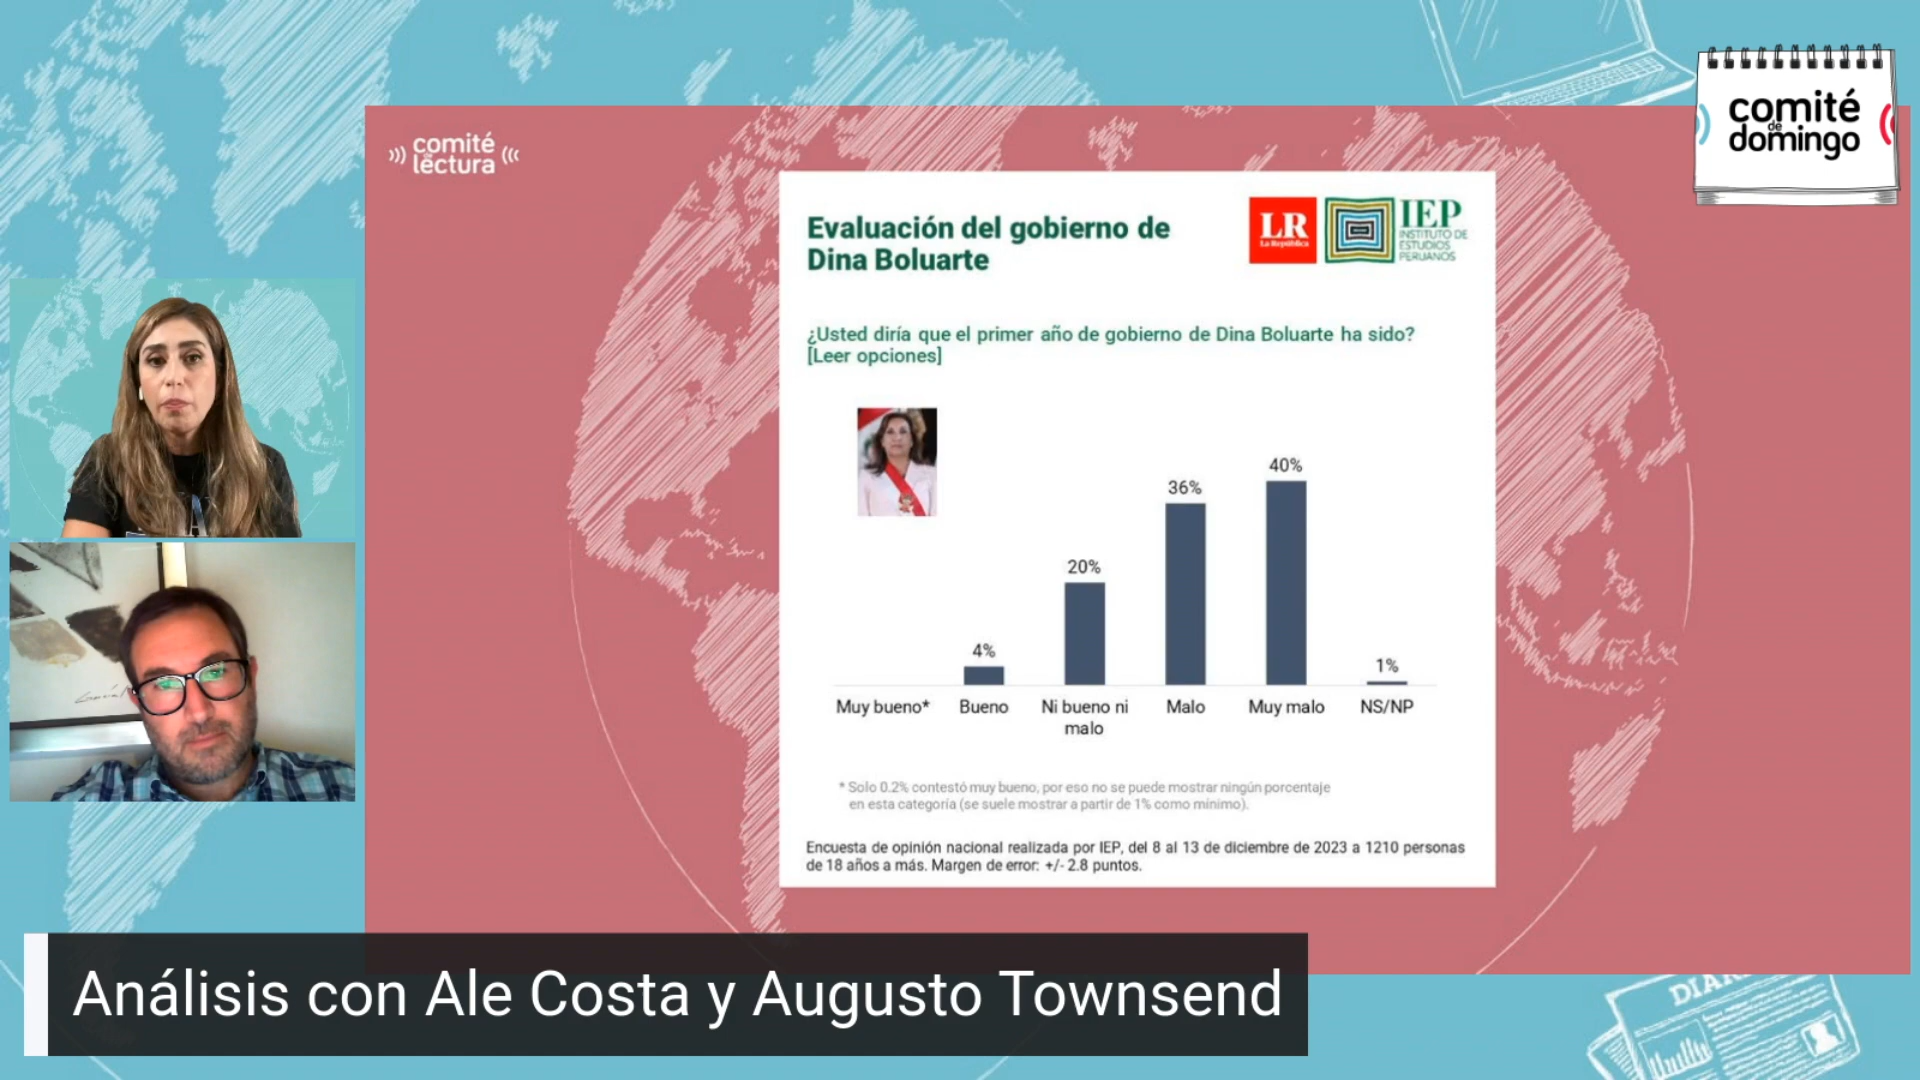 comité
de
lectura
comité
de
domingo
Evaluación del gobierno de
Dina Boluarte
LR
La República
IEP
INSTITUTO DE
ESTUDIOS
PERUANOS
¿Usted diría que el primer año de gobierno de Dina Boluarte ha sido?
[Leer opciones]
4%
20%
36%
40%
1%
Muy bueno*
Bueno
Ni bueno ni
malo
Malo
Muy malo
NS/NP
* Solo 0.2% contestó muy bueno, por eso no se puede mostrar ningún porcentaje
en esta categoría (se suele mostrar a partir de 1% como mínimo).
Encuesta de opinión nacional realizada por IEP, del 8 al 13 de diciembre de 2023 a 1210 personas
de 18 años a más. Margen de error: +/- 2.8 puntos.
Análisis con Ale Costa y Augusto Townsend